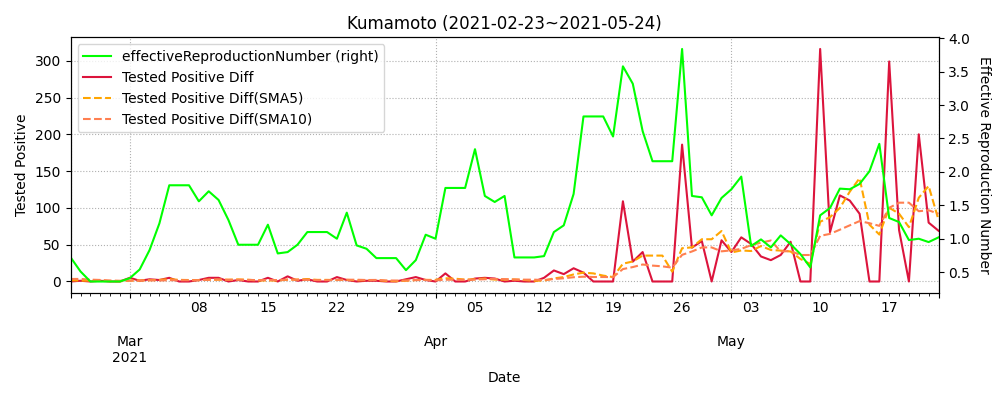 Kumamoto (2021-02-23~2021-05-24)
effectiveReproductionNumber (right)
Tested Positive Diff
Tested Positive Diff(SMA5)
Tested Positive Diff(SMA10)
Tested Positive
300
250
200
150
100
50
0
4.0
3.5
3.0
2.5
2.0
1.5
1.0
0.5
Effective Reproduction Number
08 15 22 29 05 12 19 26 03 10 17
Mar Apr May
2021
Date